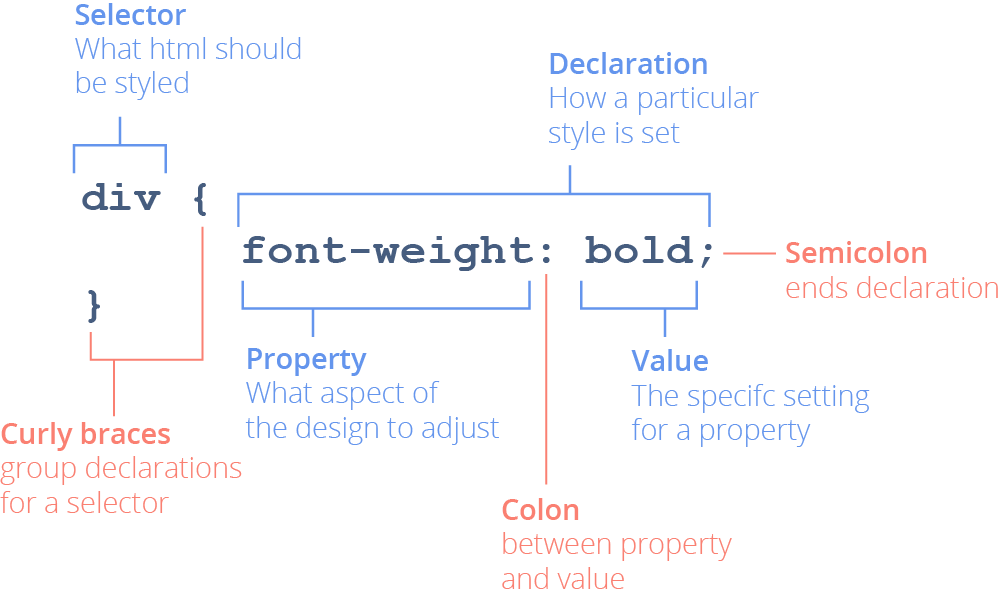 Selector
What html should
be styled
Declaration
How a particular
style is set
div {
font-weight: bold;
Semicolon
ends declaration
}
Property
What aspect of
the design to adjust
Value
The specifc setting
for a property
Curly braces
group declarations
for a selector
Colon
between property
and value